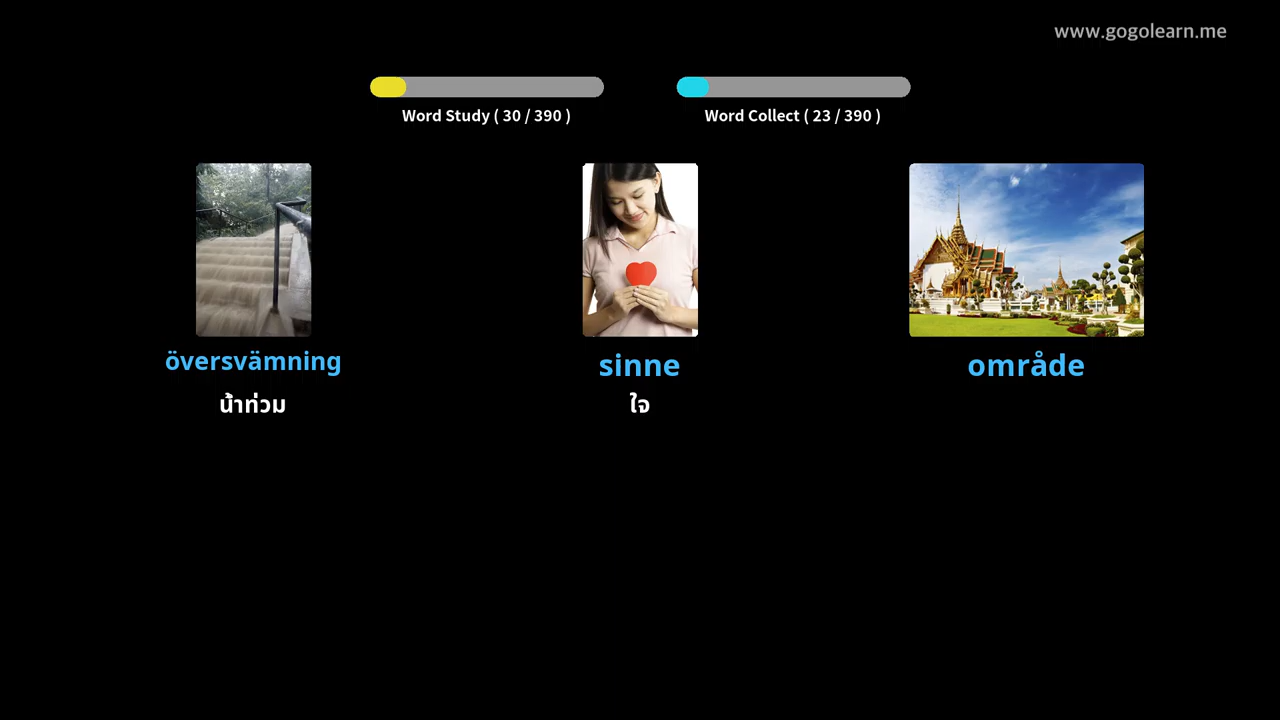 www.gogolearn.me
Word Study ( 30 / 390 )
Word Collect ( 23 / 390 )
översvämning
sinne
område
น้าท่วม
ใจ